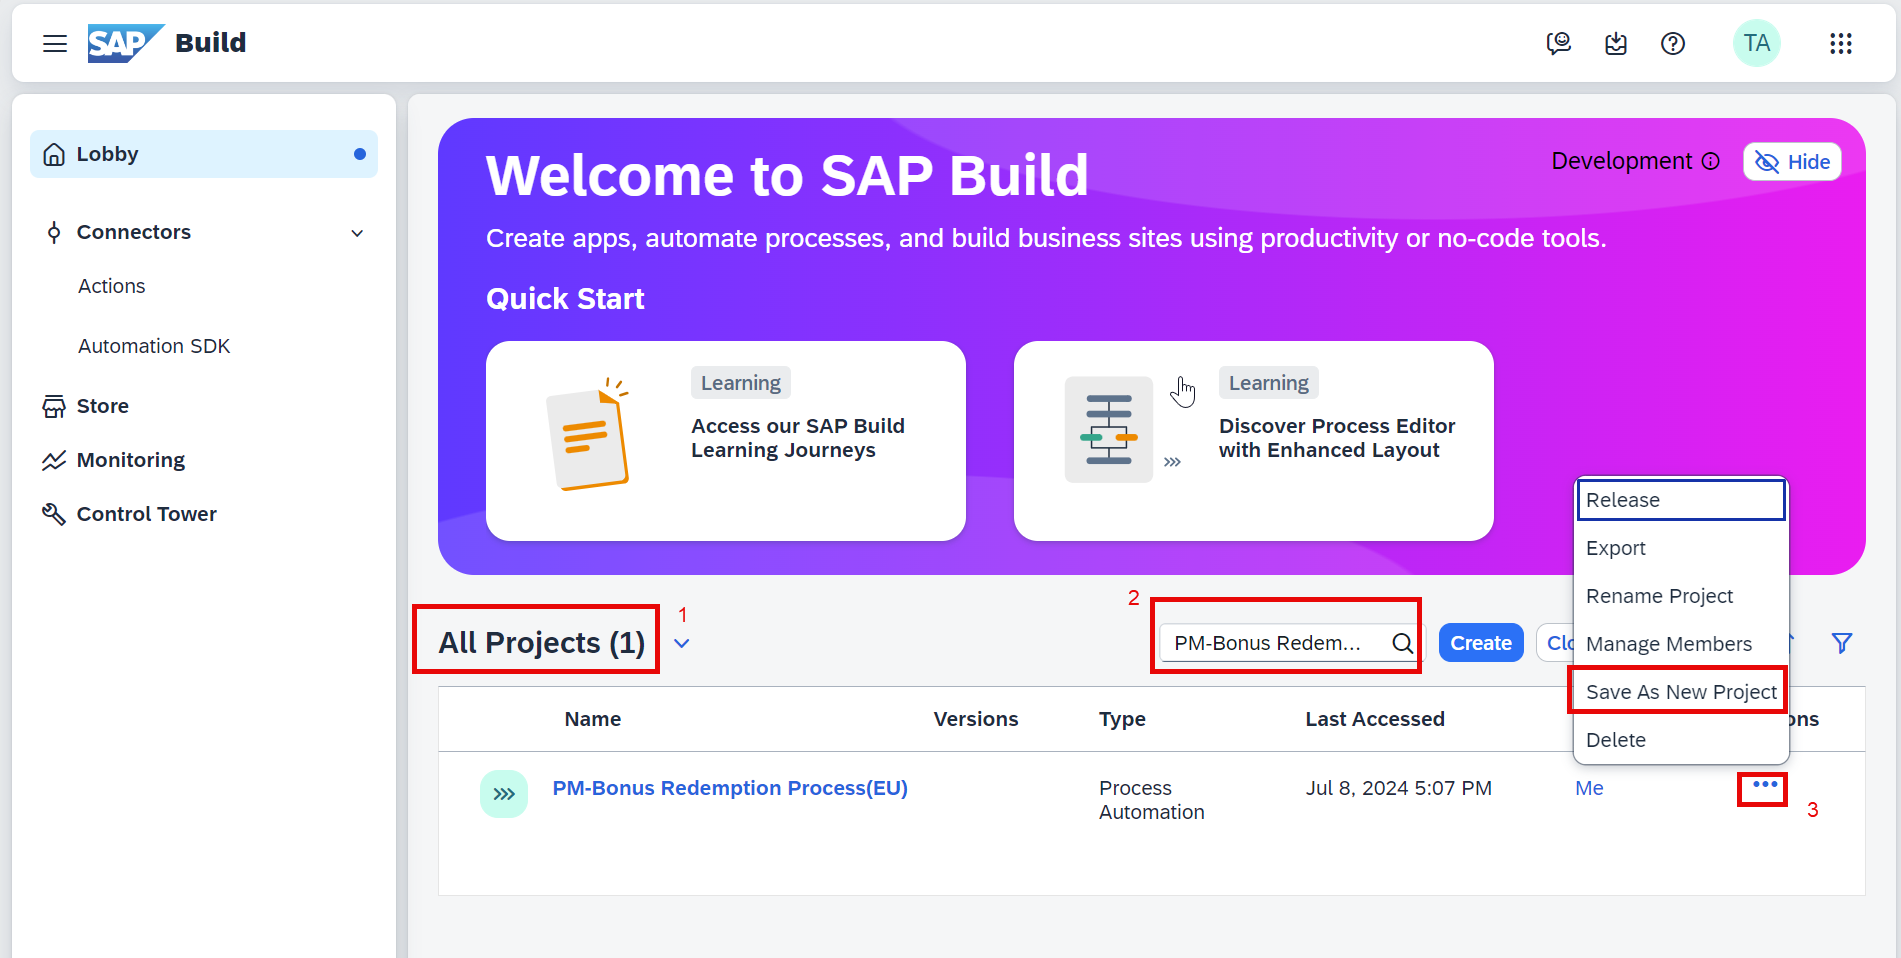 SAP Build
TA
Lobby
Connectors
Actions
Automation SDK
Store
Monitoring
Control Tower
Welcome to SAP Build
Development
Hide
Create apps, automate processes, and build business sites using productivity or no-code tools.
Quick Start
Learning
Access our SAP Build
Learning Journeys
Learning
Discover Process Editor
with Enhanced Layout
Release
Export
Rename Project
Manage Members
Save As New Project
Delete
All Projects (1)
1
2
PM-Bonus Redem...
Create
Clo
Name
Versions
Type
Last Accessed
ons
PM-Bonus Redemption Process(EU)
Process
Automation
Jul 8, 2024 5:07 PM
Me
3